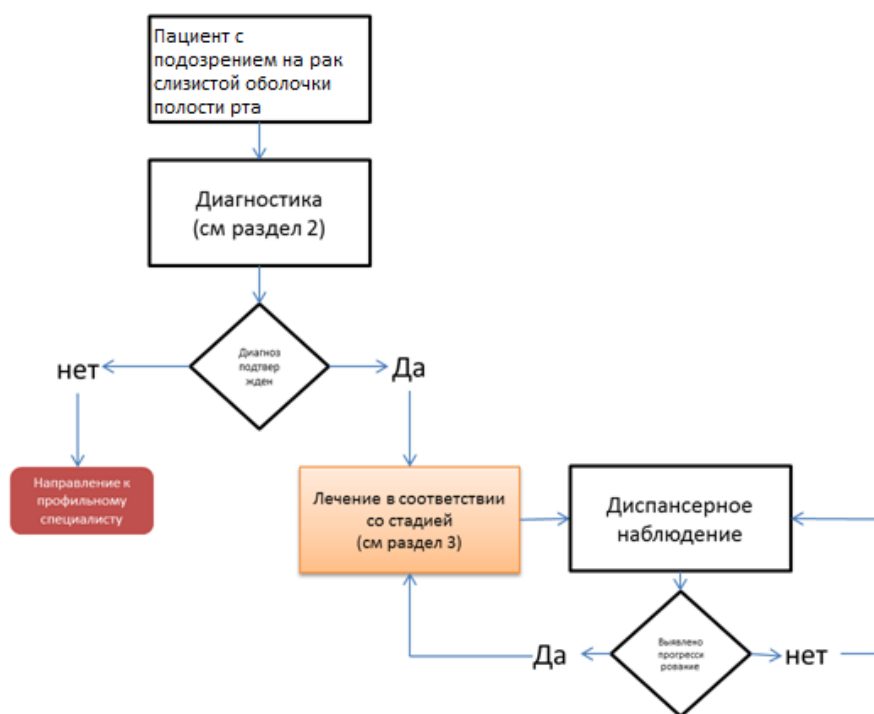 Пациент с
подозрением на рак
слизистой оболочки
полости рта
Диагностика
(см раздел 2)
Диагноз
подтвер
жден
нет
Да
Направление к
профильному
специалисту
Лечение в соответствии
со стадией
(см раздел 3)
Диспансерное
наблюдение
Выявлено
прогресси
рование
Да
нет